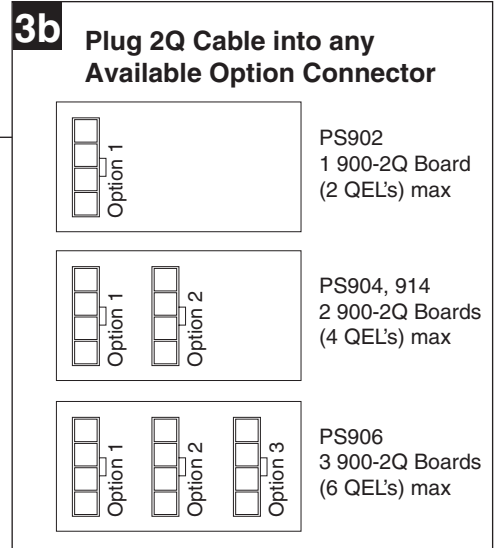 3b
Plug 2Q Cable into any
Available Option Connector
Option 1
PS902
1 900-2Q Board
(2 QEL's) max
Option 1
Option 2
PS904, 914
2 900-2Q Boards
(4 QEL's) max
Option 1
Option 2
Option 3
PS906
3 900-2Q Boards
(6 QEL's) max